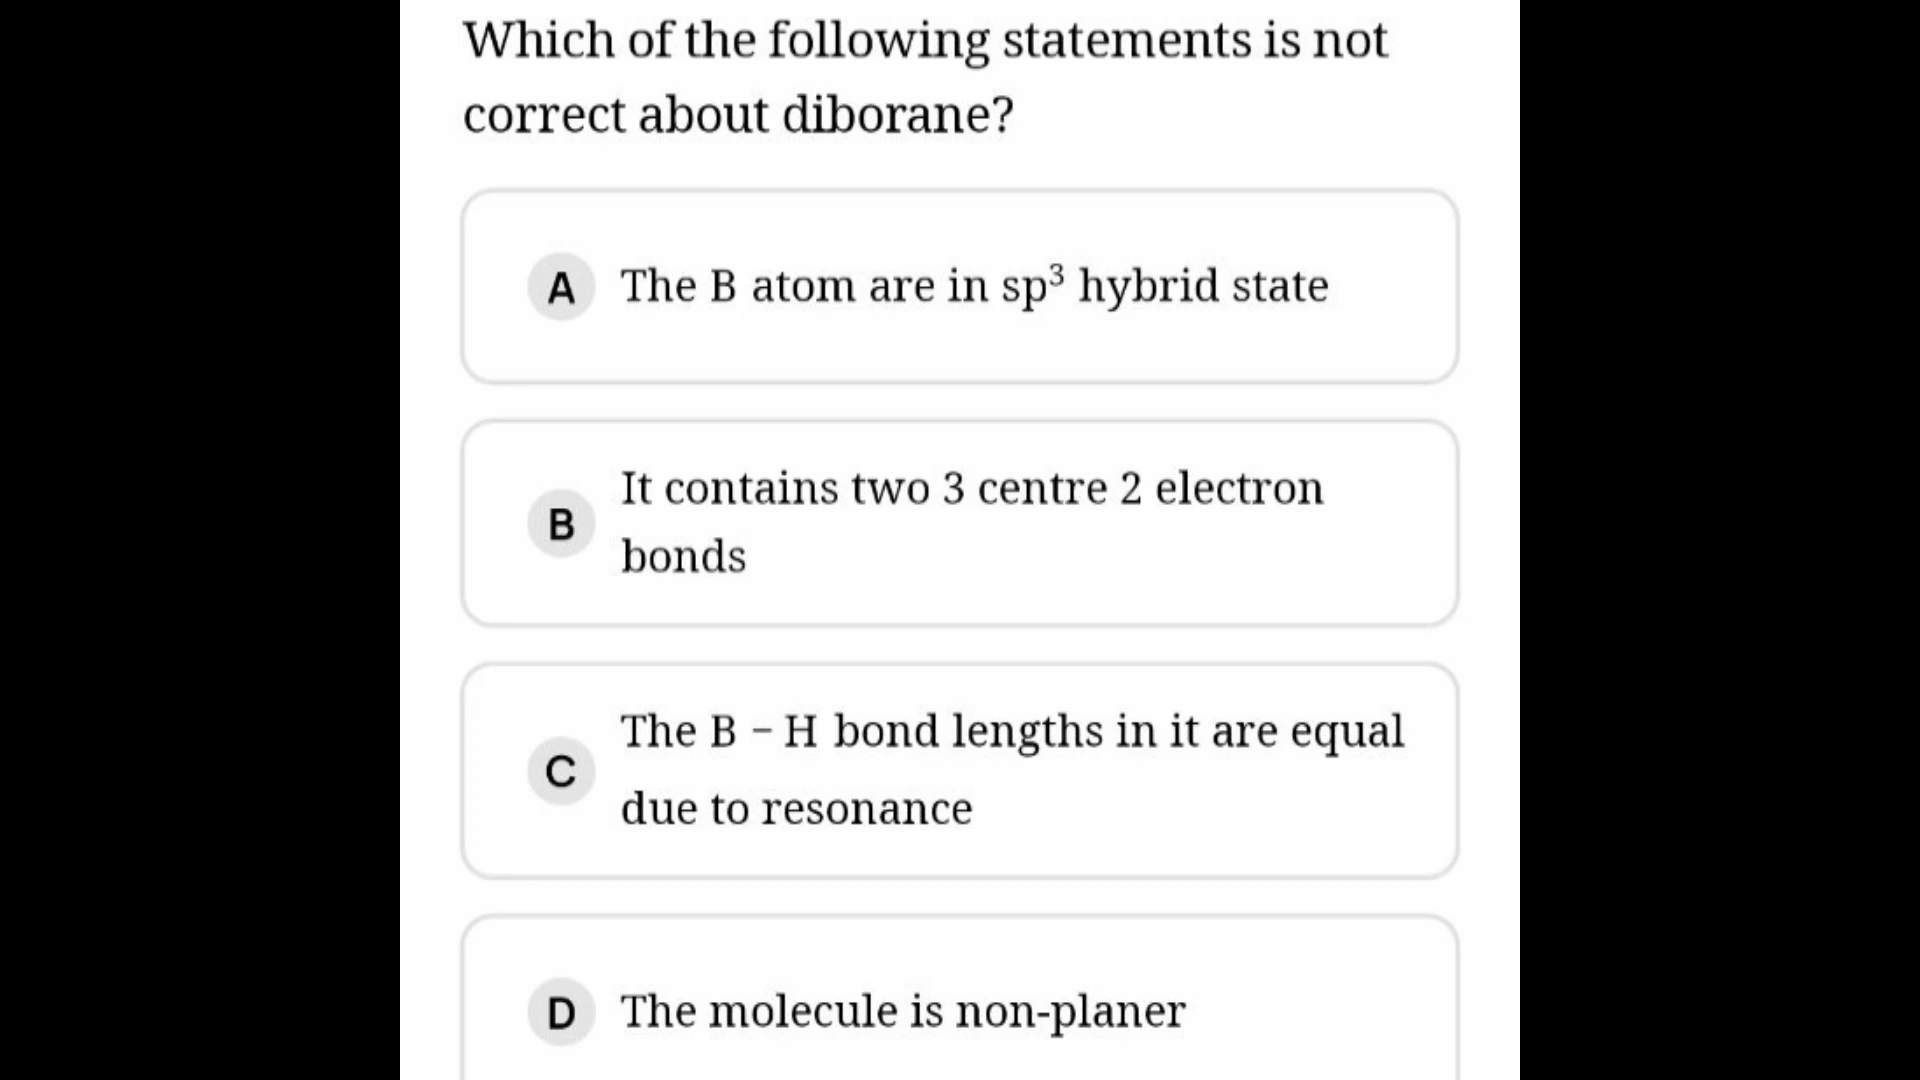 Which of the following statements is not
correct about diborane?
A The B atom are in sp³ hybrid state
B It contains two 3 centre 2 electron
bonds
C The B – H bond lengths in it are equal
due to resonance
D The molecule is non-planer